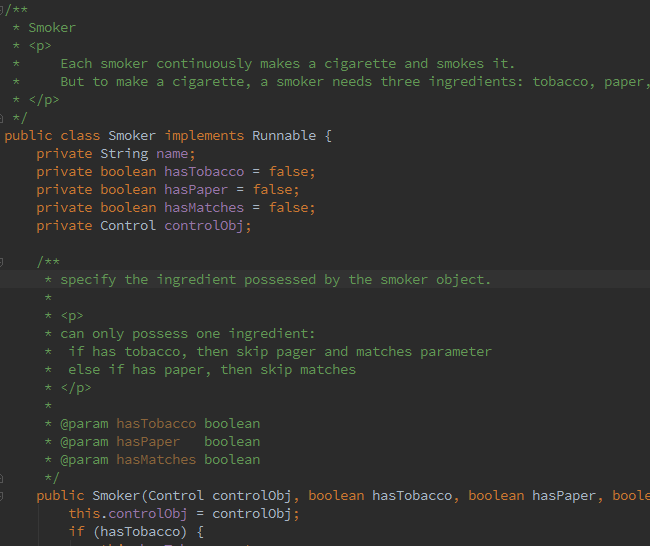 /**
 * Smoker
 * <p>
 *     Each smoker continuously makes a cigarette and smokes it.
 *     But to make a cigarette, a smoker needs three ingredients: tobacco, paper,
 * </p>
 */
public class Smoker implements Runnable {
    private String name;
    private boolean hasTobacco = false;
    private boolean hasPaper = false;
    private boolean hasMatches = false;
    private Control controlObj;

    /**
     * specify the ingredient possessed by the smoker object.
     *
     * <p>
     * can only possess one ingredient:
     *  if has tobacco, then skip pager and matches parameter
     *  else if has paper, then skip matches
     * </p>
     *
     * @param hasTobacco boolean
     * @param hasPaper   boolean
     * @param hasMatches boolean
     */
    public Smoker(Control controlObj, boolean hasTobacco, boolean hasPaper,
        this.controlObj = controlObj;
        if (hasTobacco) {